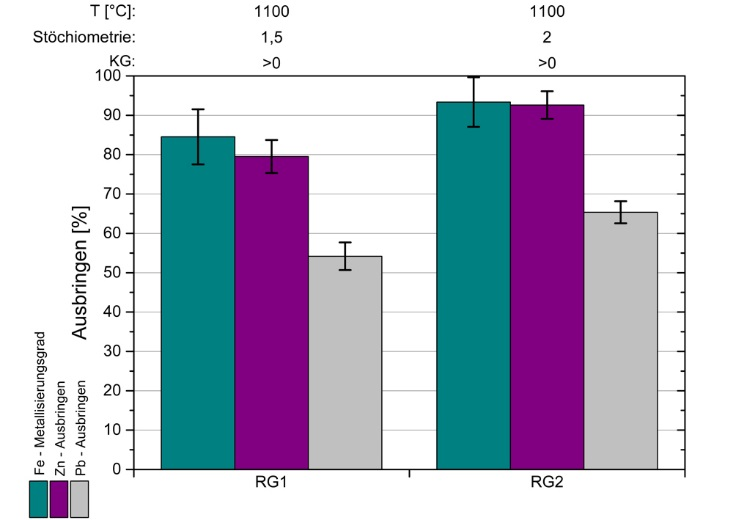 T [°C]: 1100 1100
Stöchiometrie: 1,5 2
KG: >0 >0
100
90
80
70
60
50
40
30
20
10
0
Ausbringen [%]
RG1 RG2
Fe - Metallisierungsgrad
Zn - Ausbringen
Pb - Ausbringen